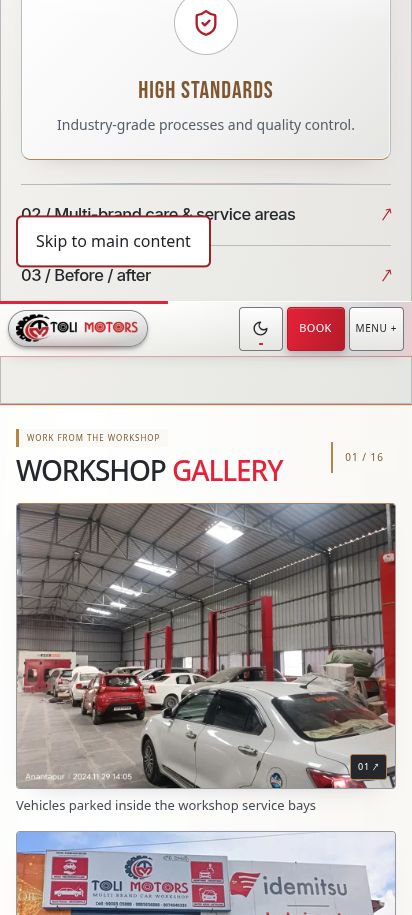 HIGH STANDARDS
Industry-grade processes and quality control.
02 / Multi-brand care & service areas ↗
Skip to main content
03 / Before / after ↗
TOLI MOTORS
BOOK
MENU +
WORK FROM THE WORKSHOP
WORKSHOP GALLERY
01 / 16
Anantapur | 2024.11.29 14:05
01 ↗
Vehicles parked inside the workshop service bays
TOLI MOTORS
MULTI BRAND CAR WORKSHOP
idemitsu